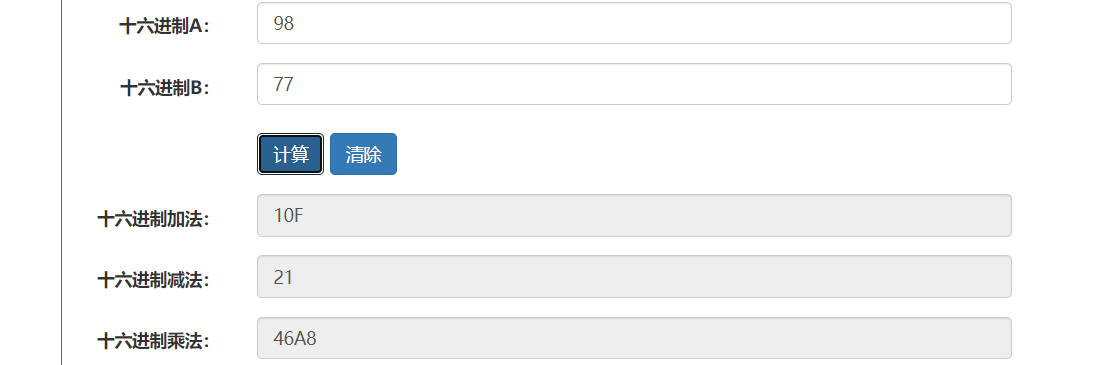 十六进制A： 98
十六进制B： 77
计算 清除
十六进制加法： 10F
十六进制减法： 21
十六进制乘法： 46A8